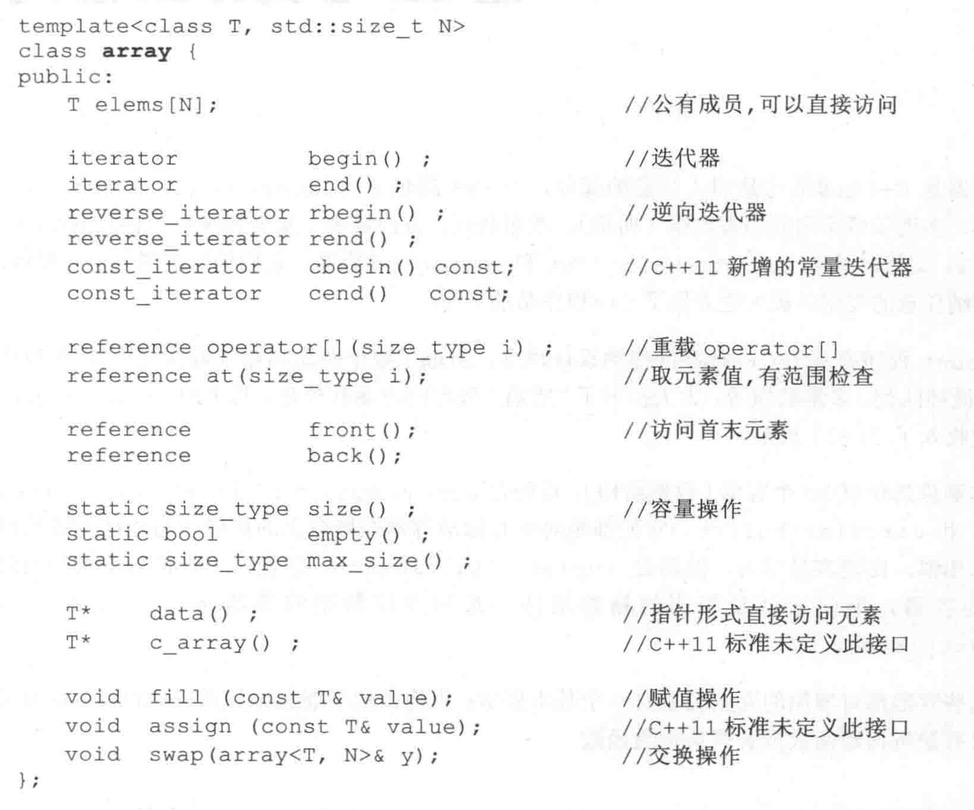 template<class T, std::size_t N>
class array {
public:
    T elems[N];                              //公有成员,可以直接访问
    iterator         begin() ;               //迭代器
    iterator         end() ;
    reverse_iterator rbegin() ;              //逆向迭代器
    reverse_iterator rend() ;
    const_iterator   cbegin() const;         //C++11 新增的常量迭代器
    const_iterator   cend()   const;
    reference operator[](size_type i) ;      //重载 operator[]
    reference at(size_type i);               //取元素值,有范围检查
    reference        front();                //访问首末元素
    reference        back();
    static size_type size() ;                //容量操作
    static bool      empty() ;
    static size_type max_size() ;
    T*    data() ;                           //指针形式直接访问元素
    T*    c_array() ;                        //C++11 标准未定义此接口
    void  fill (const T& value);             //赋值操作
    void  assign (const T& value);           //C++11 标准未定义此接口
    void  swap(array<T, N>& y);              //交换操作
};